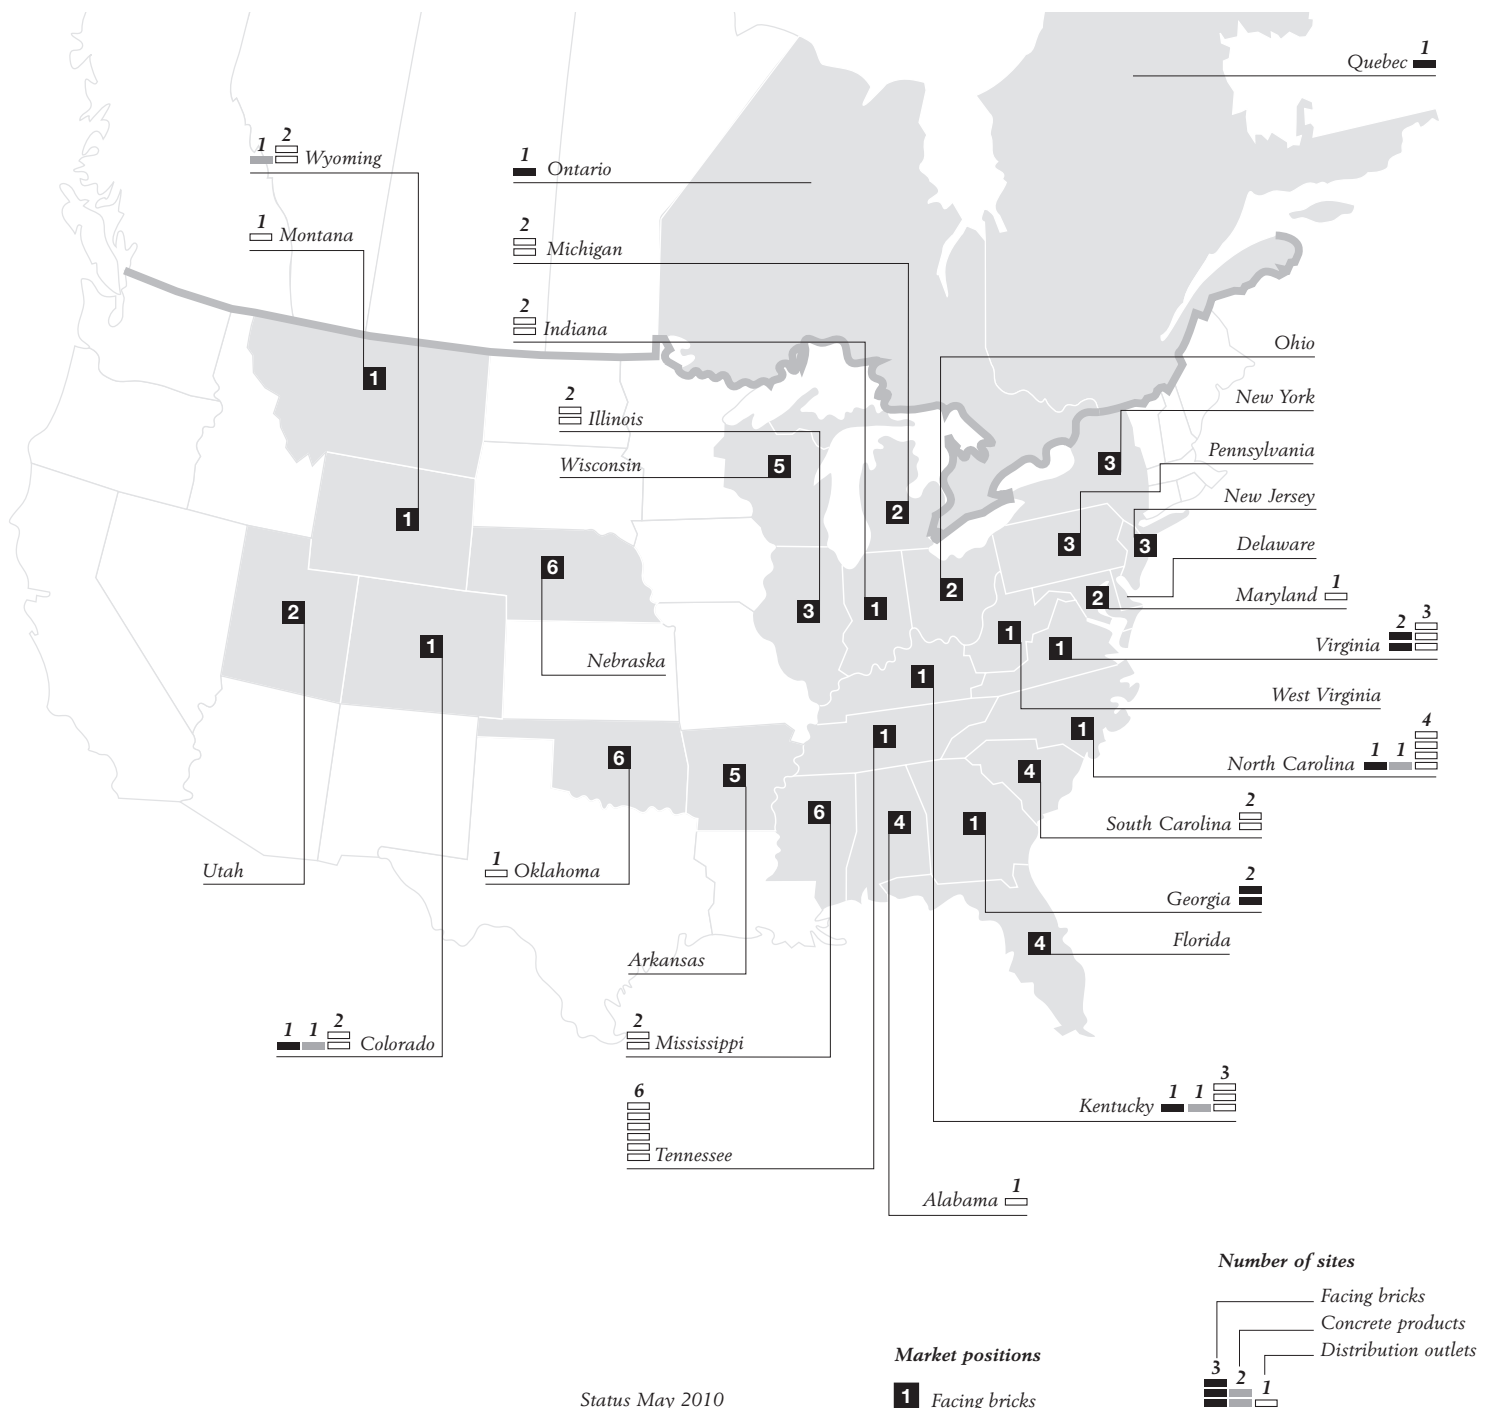 1
Quebec
1 2
Wyoming
1
Ontario
1
Montana
2
Michigan
2
Indiana
Ohio
1
2
Illinois
New York
Wisconsin
5
3
Pennsylvania
New Jersey
2
1
3
3
Delaware
6
2
1
Maryland
2
3
1
2
3
Virginia
1
1
1
Nebraska
1
West Virginia
1
1
4
1 1
North Carolina
6
5
4
2
South Carolina
6
4
1
Utah
1
Oklahoma
2
Georgia
4
Florida
Arkansas
1 1 2
Colorado
2
Mississippi
3
1 1
Kentucky
6
Tennessee
1
Alabama
Number of sites
Facing bricks
Concrete products
Distribution outlets
3 2 1
Market positions
1 Facing bricks
Status May 2010